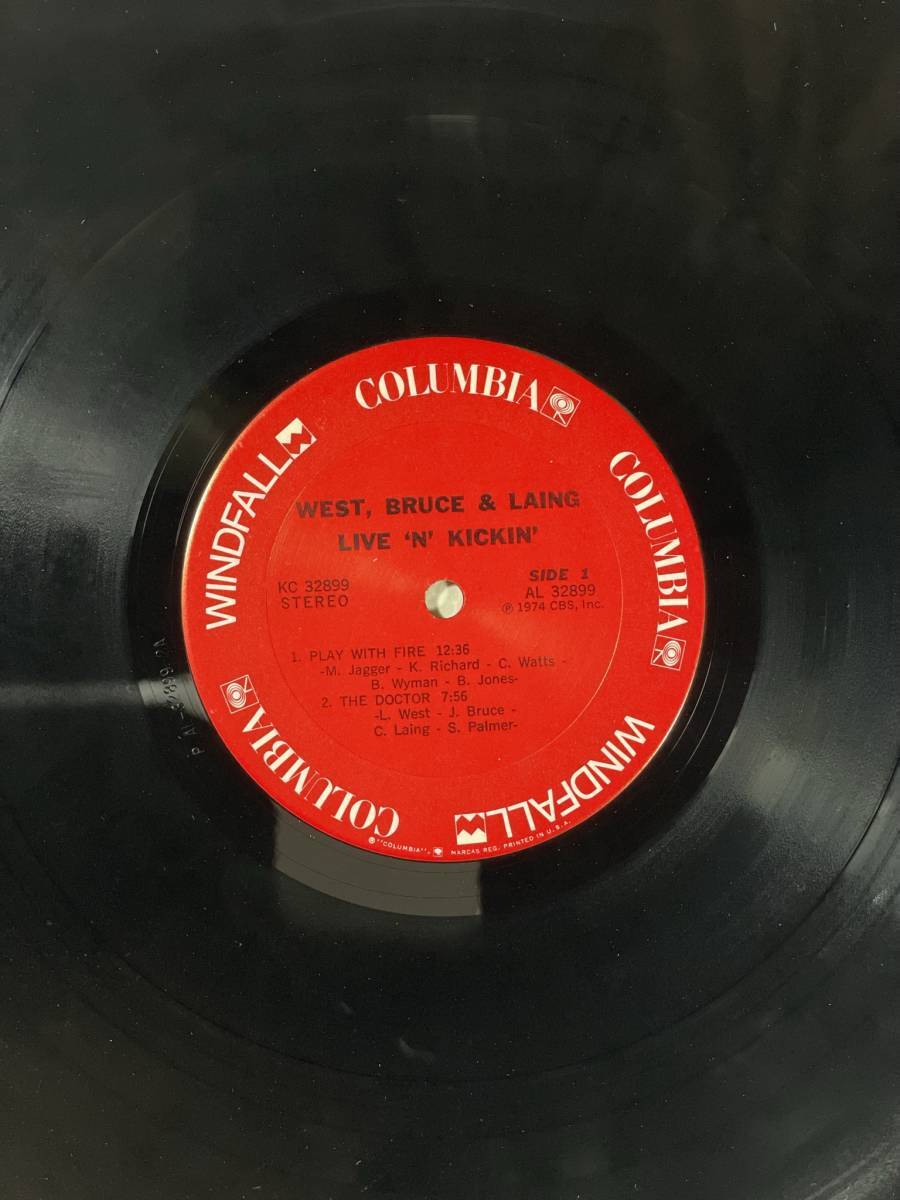 COLUMBIA
COLUMBIA
WINDFALL
COLUMBIA
WINDFALL
WEST, BRUCE & LAING
LIVE 'N' KICKIN'
KC 32899
STEREO
SIDE 1
AL 32899
℗ 1974 CBS, Inc.
1. PLAY WITH FIRE 12:36
-M. Jagger - K. Richard - C. Watts -
B. Wyman - B. Jones-
2. THE DOCTOR 7:56
-L. West - J. Bruce -
C. Laing - S. Palmer-
® "COLUMBIA", MARCAS REG. PRINTED IN U.S.A.